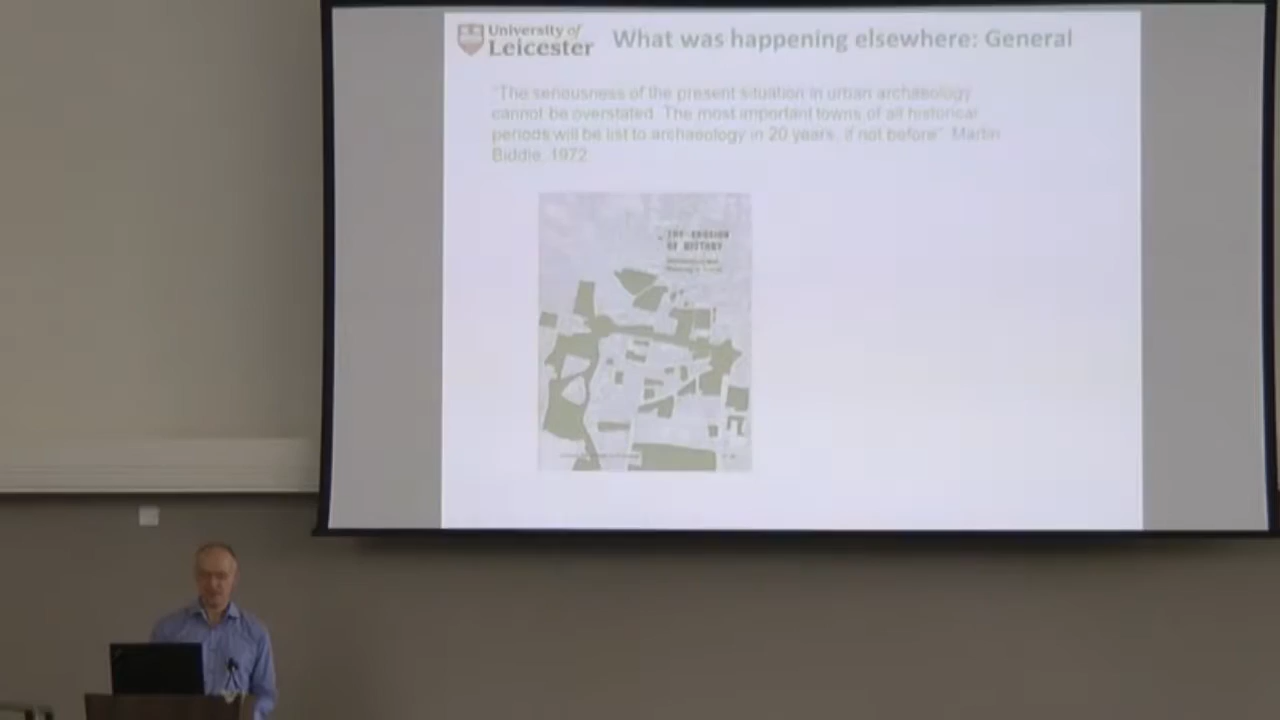 University of
Leicester
What was happening elsewhere: General
"The seriousness of the present situation in urban archaeology
cannot be overstated. The most important towns of all historical
periods will be list to archaeology in 20 years, if not before". Martin
Biddle, 1972
THE EROSION
OF HISTORY